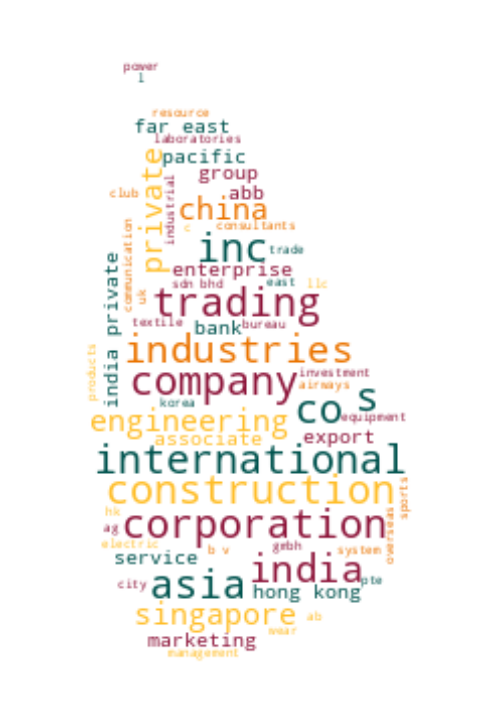 power
l
resource
far east
laboratories
pacific
private
industrial
group
club
abb
china
communication
c
consultants
inc
trade
india private
enterprise
uk
sdn bhd
east
llc
trading
textile
bank
bureau
industries
products
company
investment
airways
korea
co
s
engineering
equipment
associate
export
international
construction
sports
hk
ag
corporation
overseas
electric
b v
gmbh
system
service
india
city
asia
pte
hong kong
singapore
ab
wear
marketing
management